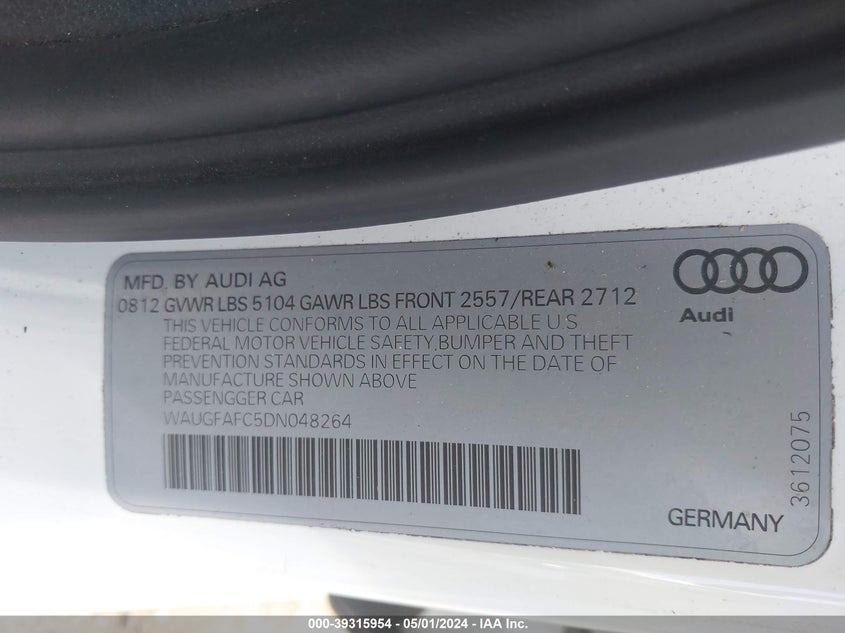 MFD. BY AUDI AG
0812 GVWR LBS 5104 GAWR LBS FRONT 2557/REAR 2712
THIS VEHICLE CONFORMS TO ALL APPLICABLE U.S.
FEDERAL MOTOR VEHICLE SAFETY,BUMPER AND THEFT
PREVENTION STANDARDS IN EFFECT ON THE DATE OF
MANUFACTURE SHOWN ABOVE
PASSENGGER CAR
WAUGFAFC5DN048264
Audi
3612075
GERMANY
000-39315954 - 05/01/2024 - IAA Inc.